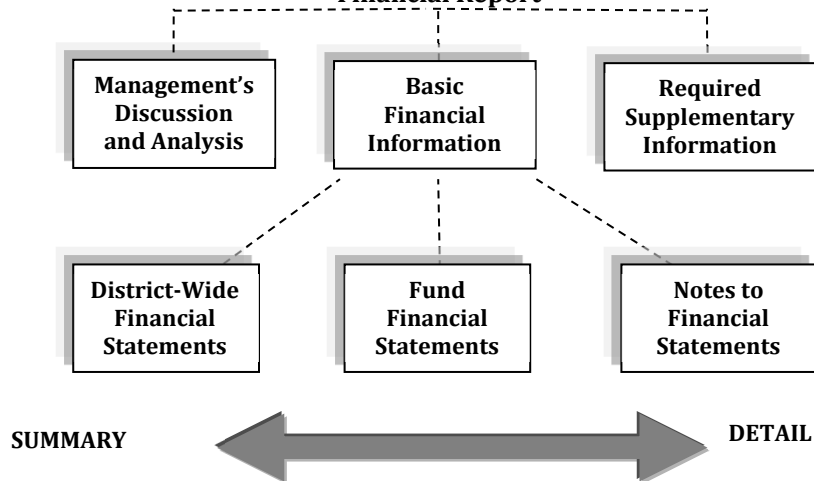 Financial Report
Management’s
Discussion
and Analysis
Basic
Financial
Information
Required
Supplementary
Information
District-Wide
Financial
Statements
Fund
Financial
Statements
Notes to
Financial
Statements
SUMMARY
DETAIL